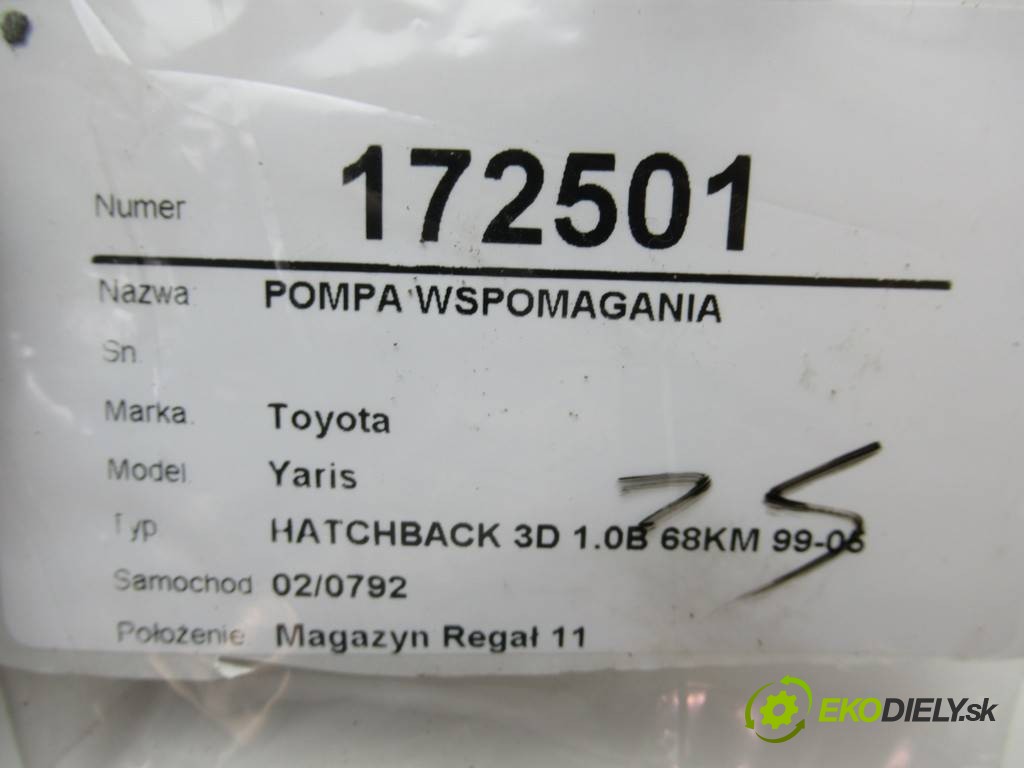 Numer 172501
Nazwa POMPA WSPOMAGANIA
Sn.
Marka. Toyota
Model Yaris
Typ HATCHBACK 3D 1.0B 68KM 99-05
Samochod 02/0792
Położenie Magazyn Regał 11
EKODIELY.sk